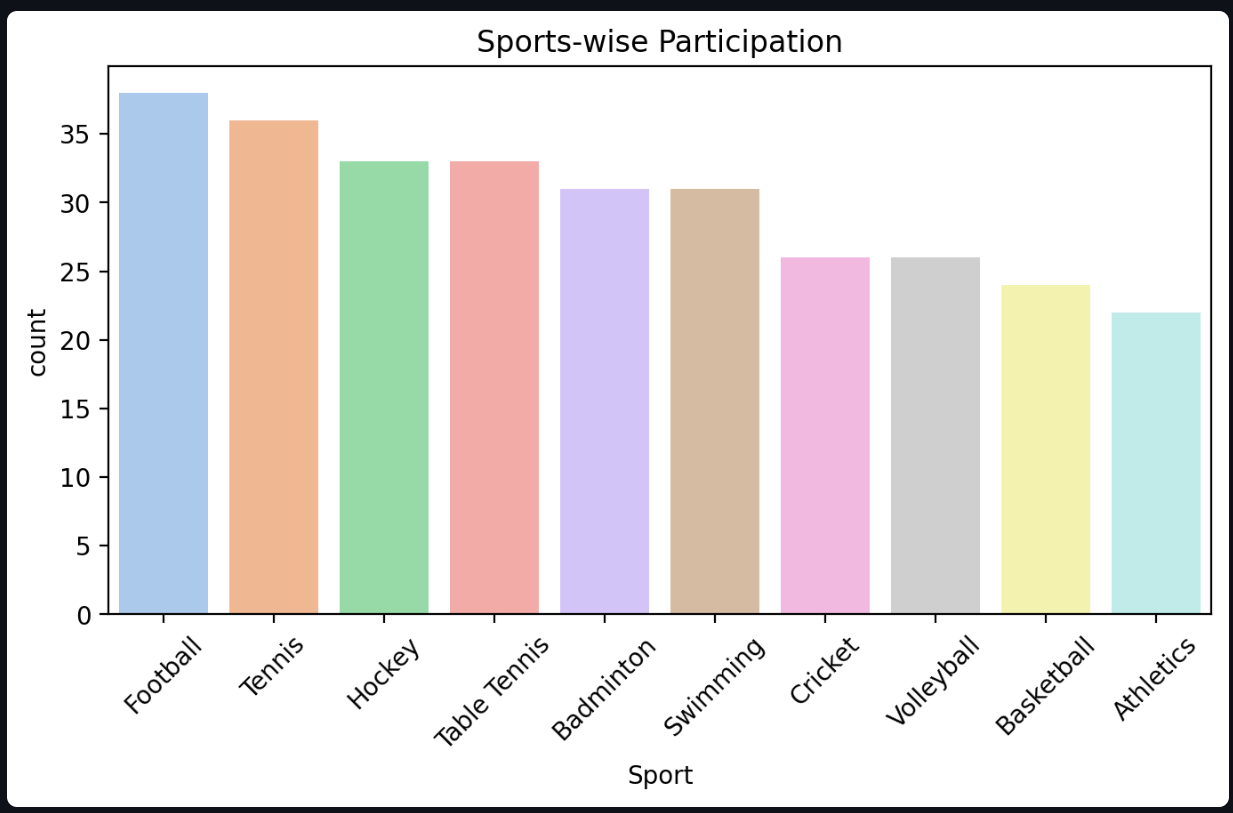 Sports-wise Participation
count
35
30
25
20
15
10
5
0
Football
Tennis
Hockey
Table Tennis
Badminton
Swimming
Cricket
Volleyball
Basketball
Athletics
Sport